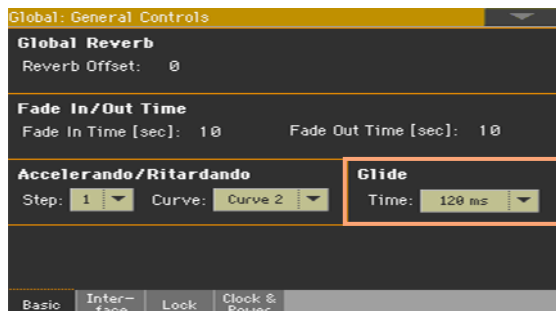 Global: General Controls
Global Reverb
Reverb Offset: 0
Fade In/Out Time
Fade In Time [sec]: 10 Fade Out Time [sec]: 10
Accelerando/Ritardando Glide
Step: 1 Curve: Curve 2 Time: 120 ms
Basic Inter-face Lock Clock & Power